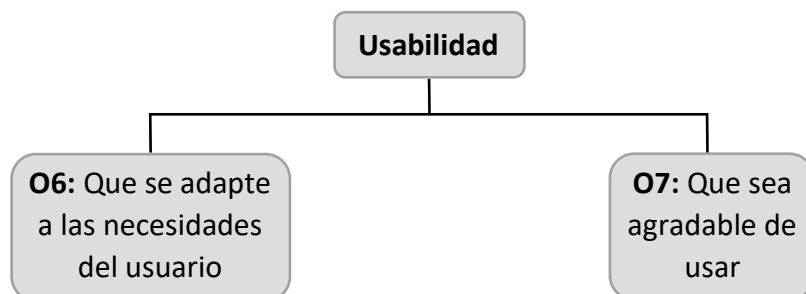 Usabilidad
O6: Que se adapte
a las necesidades
del usuario
O7: Que sea
agradable de
usar